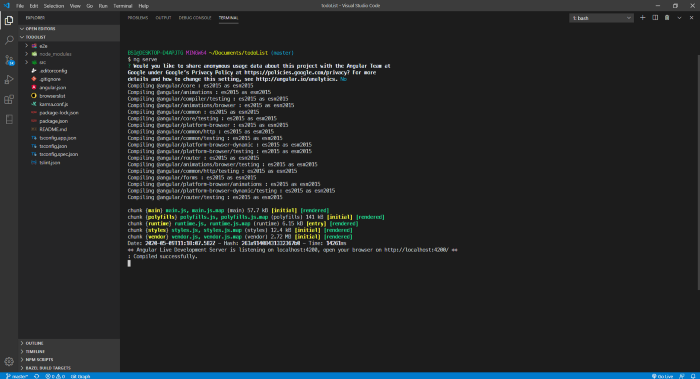 File Edit Selection View Go Run Terminal Help
todoList - Visual Studio Code
EXPLORER
OPEN EDITORS
TODOLIST
e2e
node_modules
src
.editorconfig
.gitignore
angular.json
browserslist
karma.conf.js
package-lock.json
package.json
README.md
tsconfig.app.json
tsconfig.json
tsconfig.spec.json
tslint.json
OUTLINE
TIMELINE
NPM SCRIPTS
BAZEL BUILD TARGETS
PROBLEMS OUTPUT DEBUG CONSOLE TERMINAL
1: bash
MINGW64 ~/Documents/todoList (master)
$ ng serve
? Would you like to share anonymous usage data about this project with the Angular Team at
Google under Google's Privacy Policy at https://policies.google.com/privacy? For more
details and how to change this setting, see http://angular.io/analytics. No
Compiling @angular/core : es2015 as esm2015
Compiling @angular/animations : es2015 as esm2015
Compiling @angular/compiler/testing : es2015 as esm2015
Compiling @angular/animations/browser : es2015 as esm2015
Compiling @angular/common : es2015 as esm2015
Compiling @angular/core/testing : es2015 as esm2015
Compiling @angular/platform-browser : es2015 as esm2015
Compiling @angular/common/http : es2015 as esm2015
Compiling @angular/common/testing : es2015 as esm2015
Compiling @angular/platform-browser-dynamic : es2015 as esm2015
Compiling @angular/platform-browser/testing : es2015 as esm2015
Compiling @angular/router : es2015 as esm2015
Compiling @angular/animations/browser/testing : es2015 as esm2015
Compiling @angular/common/http/testing : es2015 as esm2015
Compiling @angular/forms : es2015 as esm2015
Compiling @angular/platform-browser/animations : es2015 as esm2015
Compiling @angular/platform-browser-dynamic/testing : es2015 as esm2015
Compiling @angular/router/testing : es2015 as esm2015
chunk {main} main.js, main.js.map (main) 57.7 kB [initial] [rendered]
chunk {polyfills} polyfills.js, polyfills.js.map (polyfills) 141 kB [initial] [rendered]
chunk {runtime} runtime.js, runtime.js.map (runtime) 6.15 kB [entry] [rendered]
chunk {styles} styles.js, styles.js.map (styles) 12.4 kB [initial] [rendered]
chunk {vendor} vendor.js, vendor.js.map (vendor) 2.72 MB [initial] [rendered]
- Hash: - Time:
** Angular Live Development Server is listening on localhost:4200, open your browser on http://localhost:4200/ **
: Compiled successfully.
master*
0 0
Git Graph
Go Live